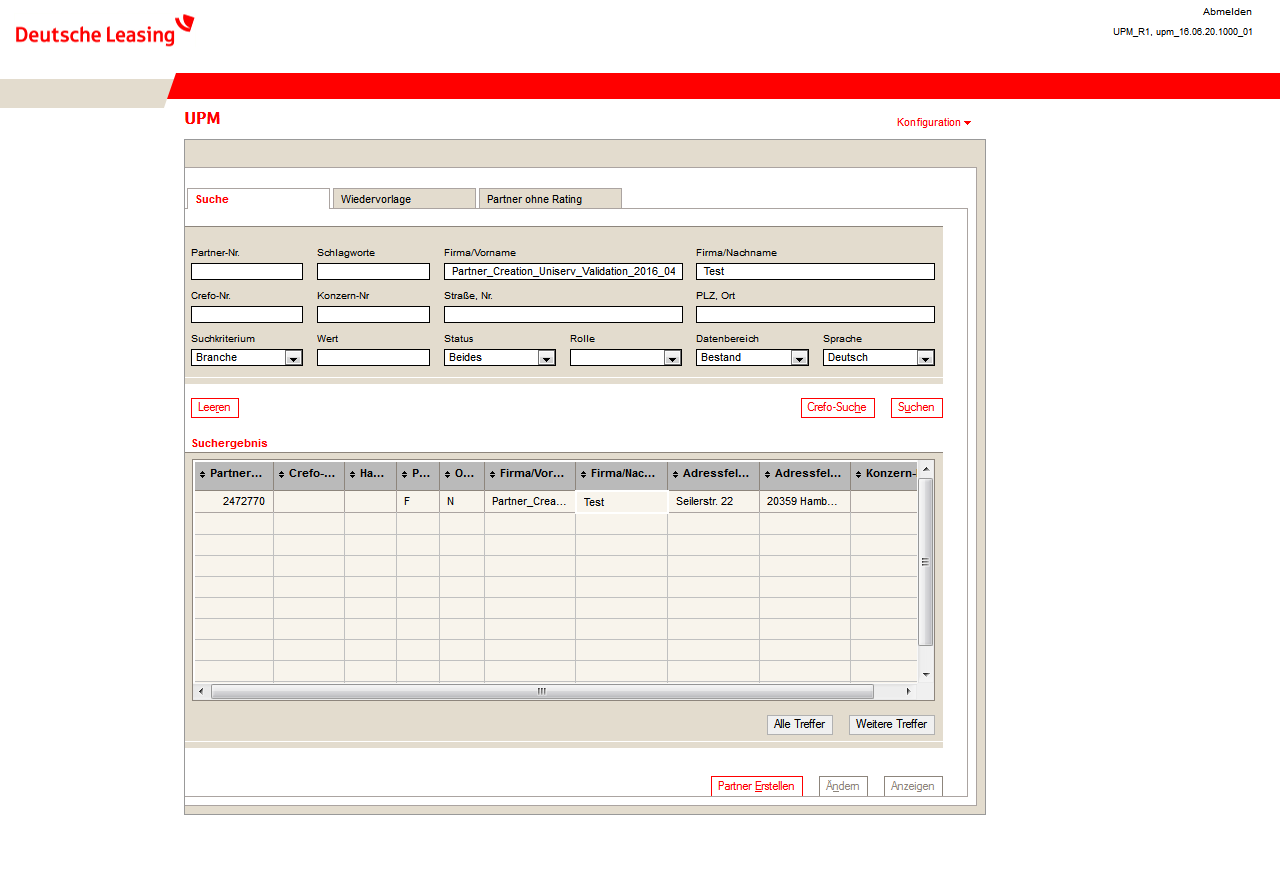 Abmelden
Deutsche Leasing
UPM_R1, upm_16.06.20.1000_01
UPM
Konfiguration
Suche Wiedervorlage Partner ohne Rating
Partner-Nr. Schlagworte Firma/Vorname Firma/Nachname
Partner_Creation_Uniserv_Validation_2016_04 Test
Crefo-Nr. Konzern-Nr Straße, Nr. PLZ, Ort
Suchkriterium Wert Status Rolle Datenbereich Sprache
Branche Beides Bestand Deutsch
Leeren Crefo-Suche Suchen
Suchergebnis
Partner... Crefo-... Ha... P... O... Firma/Vor... Firma/Nac... Adressfel... Adressfel... Konzern-
2472770 F N Partner_Crea... Test Seilerstr. 22 20359 Hamb...
Alle Treffer Weitere Treffer
Partner Erstellen Ändern Anzeigen